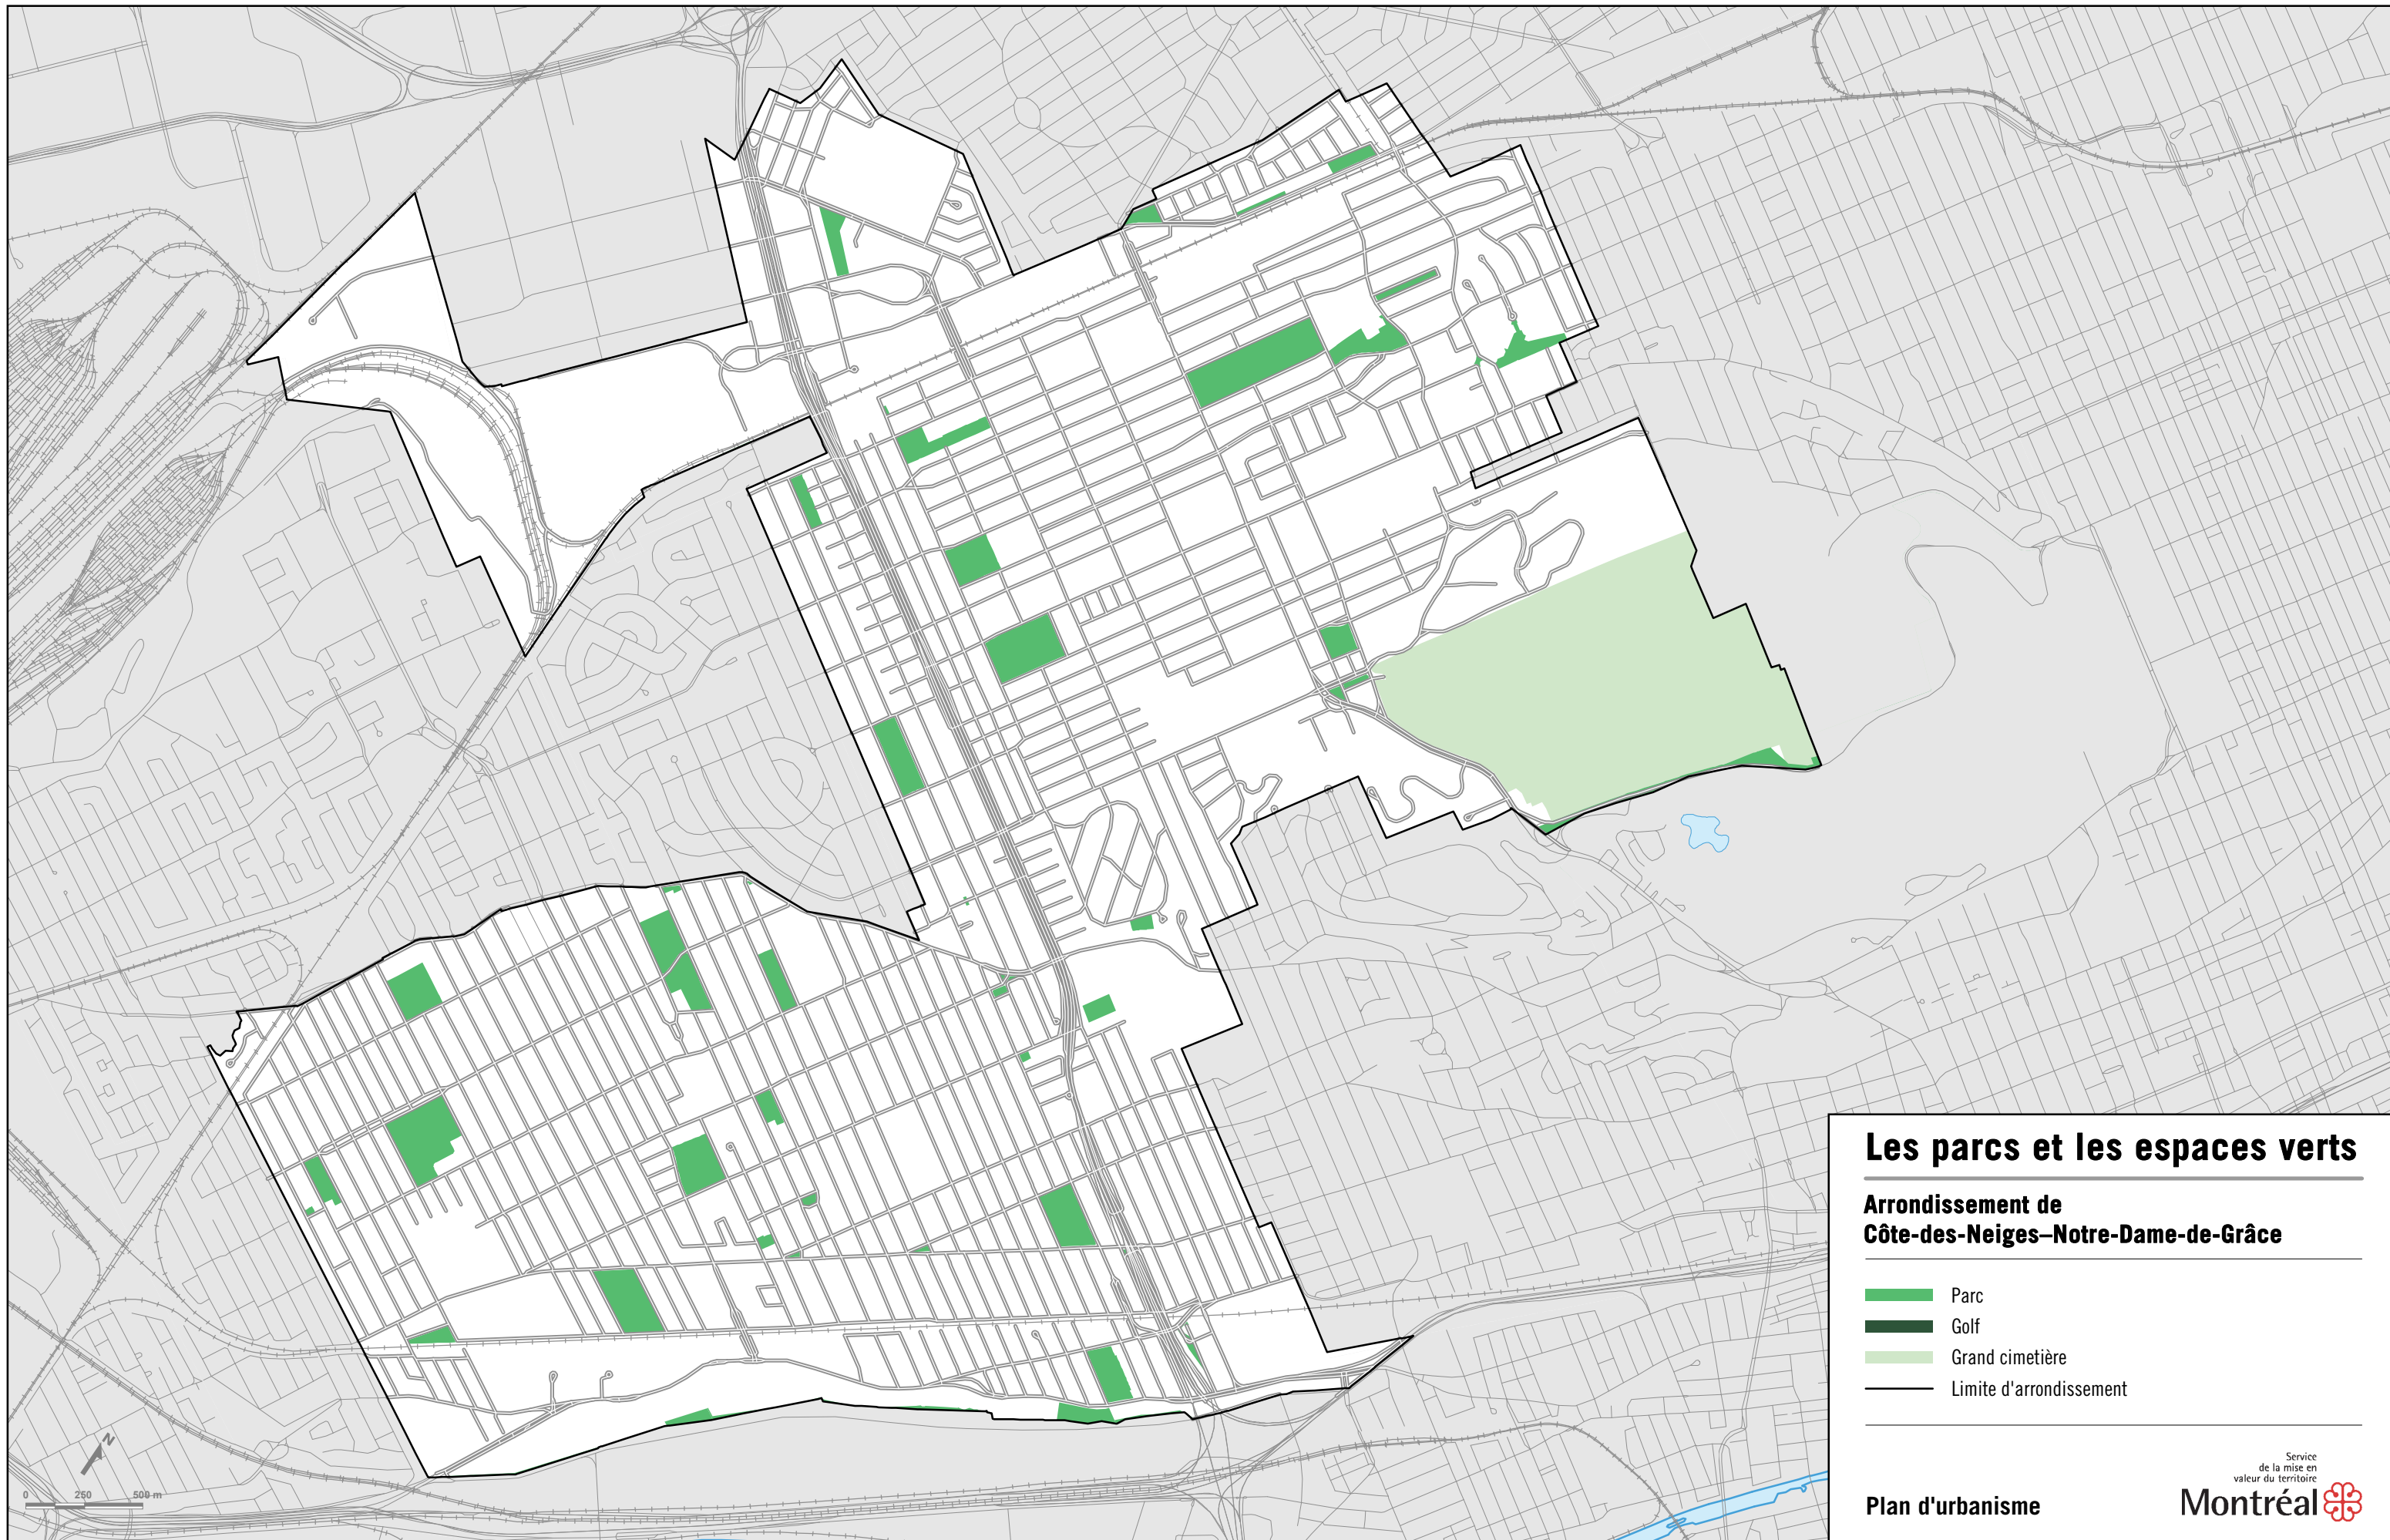 Les parcs et les espaces verts
Arrondissement de
Côte-des-Neiges–Notre-Dame-de-Grâce
Parc
Golf
Grand cimetière
Limite d'arrondissement
Plan d'urbanisme
Service
de la mise en
valeur du territoire
Montréal
N
0 250 500 m